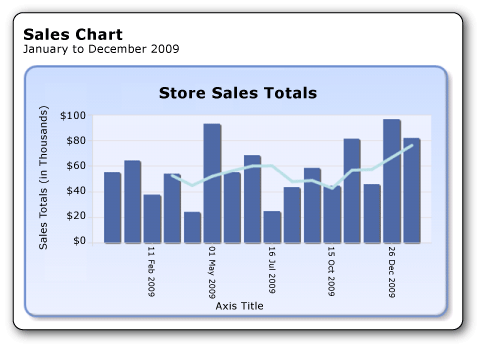 Sales Chart
January to December 2009
Store Sales Totals
Sales Totals (in Thousands)
$100
$80
$60
$40
$20
$0
11 Feb 2009
01 May 2009
16 Jul 2009
15 Oct 2009
26 Dec 2009
Axis Title